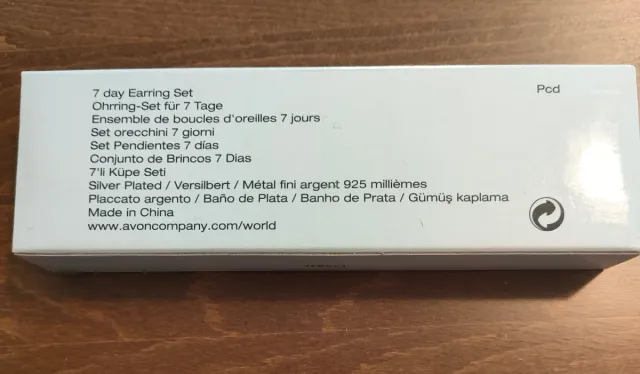 7 day Earring Set
Pcd
Ohrring-Set für 7 Tage
Ensemble de boucles d'oreilles 7 jours
Set orecchini 7 giorni
Set Pendientes 7 días
Conjunto de Brincos 7 Dias
7'li Küpe Seti
Silver Plated / Versilbert / Métal fini argent 925 millièmes
Placcato argento / Baño de Plata / Banho de Prata / Gümüş kaplama
Made in China
www.avoncompany.com/world